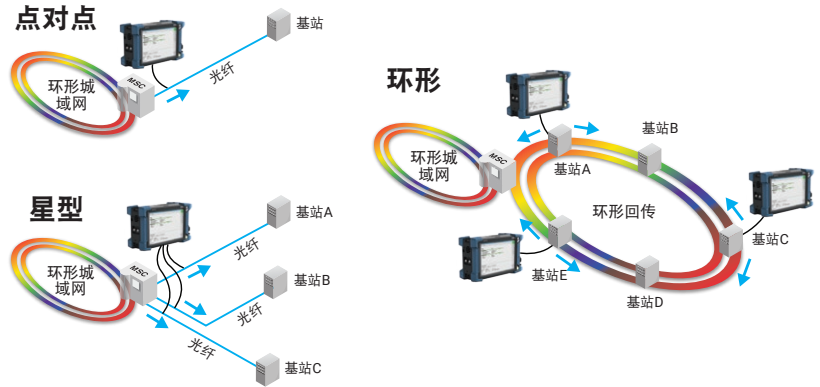 点对点
基站
光纤
MSC
环形城
域网
星型
基站A
光纤
MSC
环形城
域网
基站B
光纤
光纤
基站C
环形
基站B
MSC
环形城
域网
基站A
环形回传
基站C
基站E
基站D